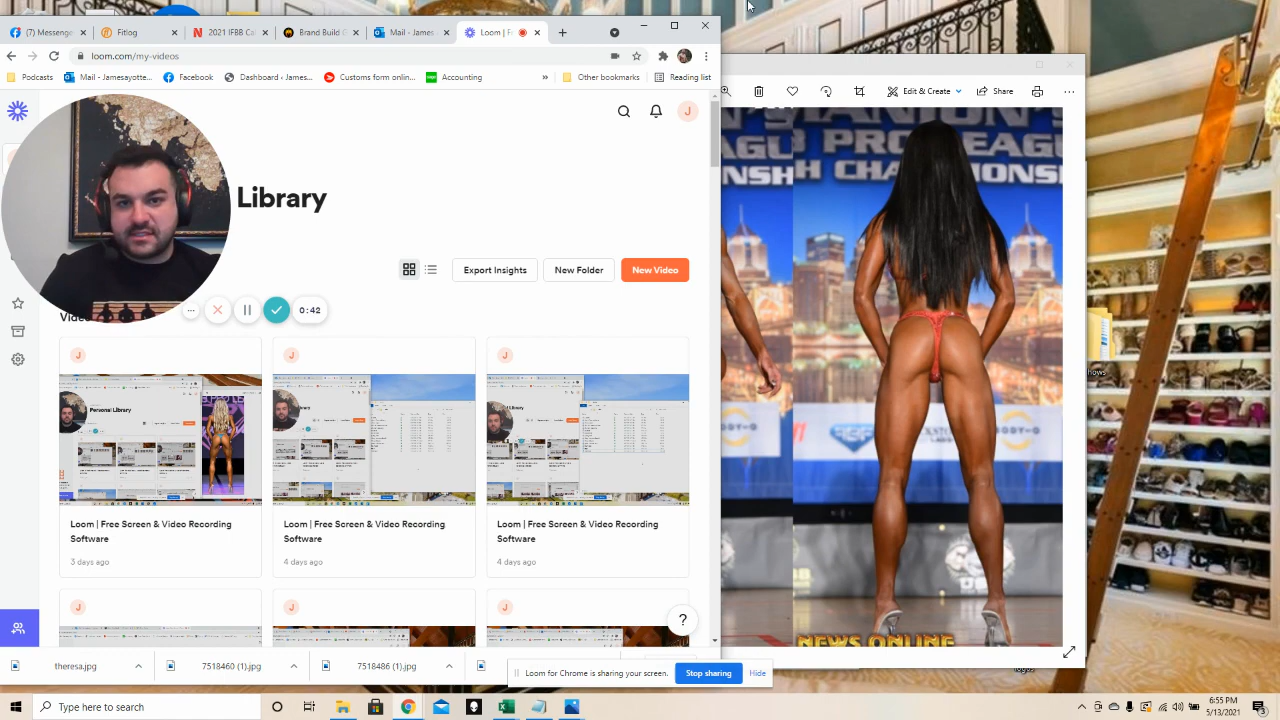 (7) Messenge
Fitlog
2021 IFBB Ca
Brand Build G
Mail - James
Loom | F
loom.com/my-videos
Podcasts
Mail - Jamesayotte...
Facebook
Dashboard ‹ James...
Customs form onlin...
Accounting
»
Other bookmarks
Reading list
J
Library
Export Insights
New Folder
New Video
0:42
J
J
J
Loom | Free Screen & Video Recording
Software
3 days ago
Loom | Free Screen & Video Recording
Software
4 days ago
Loom | Free Screen & Video Recording
Software
4 days ago
J
J
J
?
theresa.jpg
7518460 (1).jpg
7518486 (1).jpg
Loom for Chrome is sharing your screen.
Stop sharing
Hide
Edit & Create
Share
PRO LEAGUE
NEWS ONLINE
hows
Type here to search
6:55 PM
5/13/2021
3